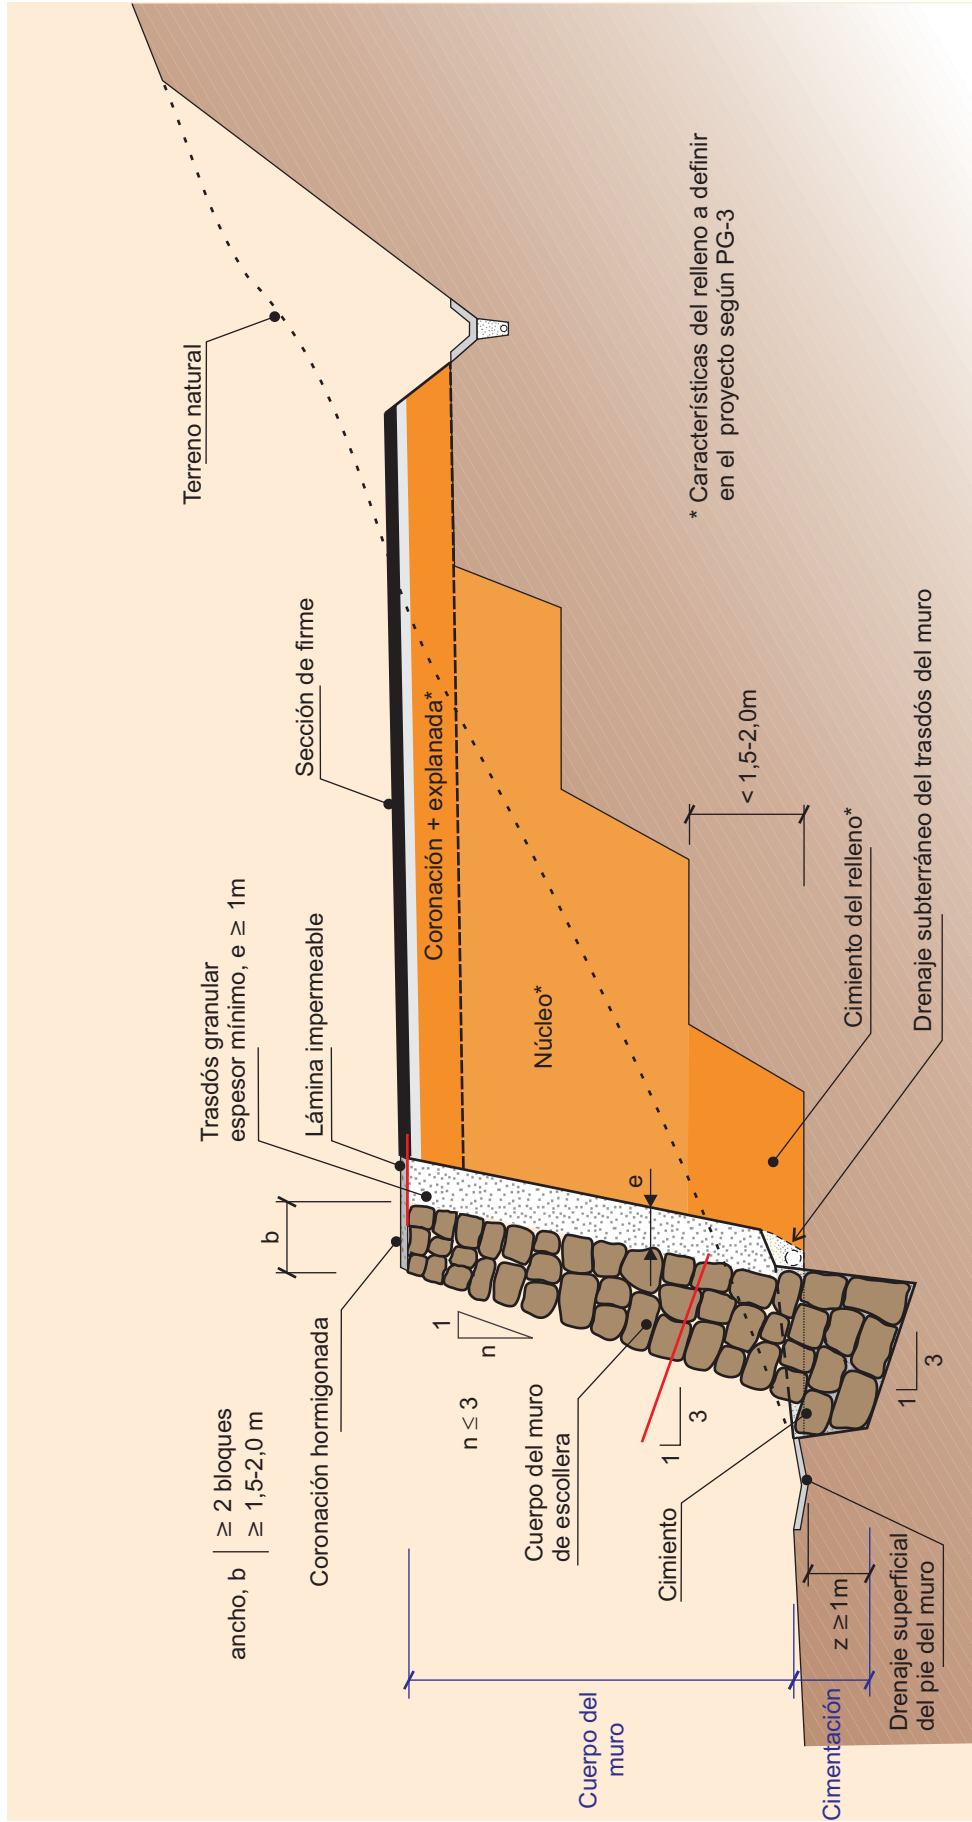 ancho, b
≥ 2 bloques
≥ 1,5-2,0 m
Coronación hormigonada
b
Trasdós granular
espesor mínimo, e ≥ 1m
Lámina impermeable
Sección de firme
Terreno natural
1
n
n ≤ 3
Coronación + explanada*
Núcleo*
e
Cuerpo del muro
de escollera
1
3
Cimiento
Cuerpo del
muro
Cimentación
z ≥ 1m
Drenaje superficial
del pie del muro
1
3
< 1,5-2,0m
Cimiento del relleno*
Drenaje subterráneo del trasdós del muro
* Características del relleno a definir
en el proyecto según PG-3